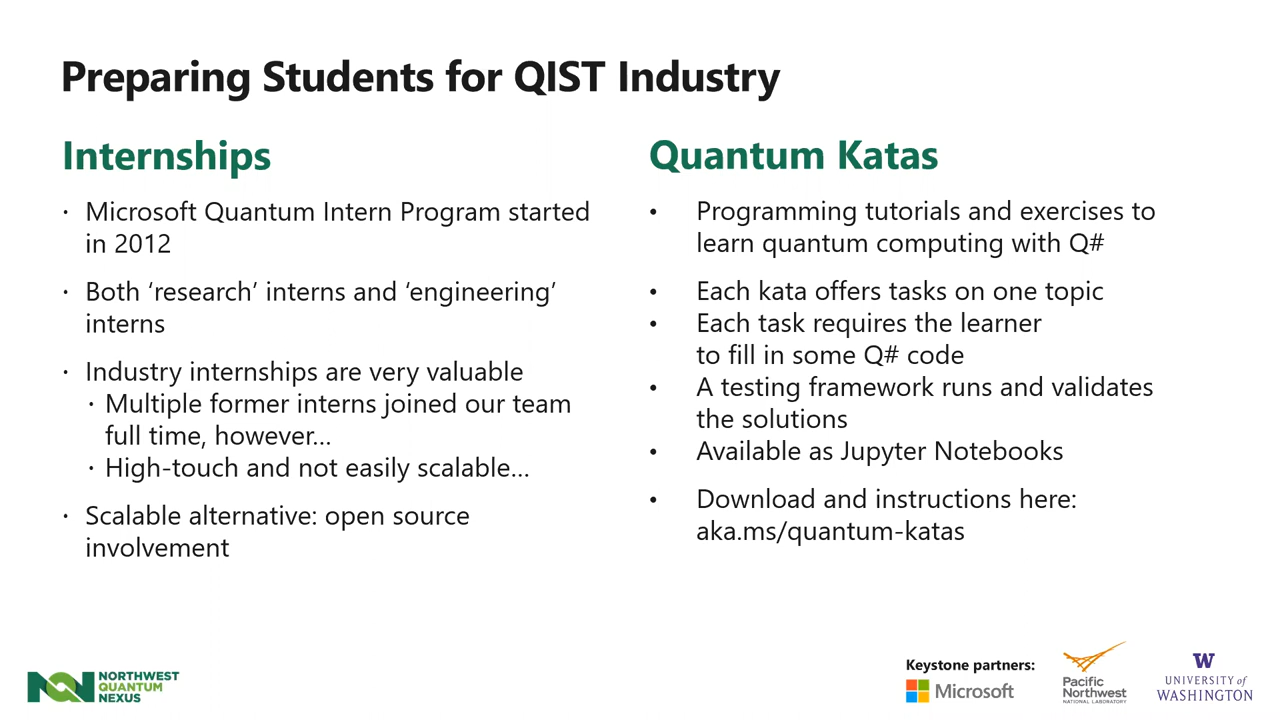 Preparing Students for QIST Industry
Internships
• Microsoft Quantum Intern Program started
in 2012
• Both ‘research’ interns and ‘engineering’
interns
• Industry internships are very valuable
• Multiple former interns joined our team
full time, however...
• High-touch and not easily scalable...
• Scalable alternative: open source
involvement
Quantum Katas
• Programming tutorials and exercises to
learn quantum computing with Q#
• Each kata offers tasks on one topic
• Each task requires the learner
to fill in some Q# code
• A testing framework runs and validates
the solutions
• Available as Jupyter Notebooks
• Download and instructions here:
aka.ms/quantum-katas
NQN
NORTHWEST
QUANTUM
NEXUS
Keystone partners:
Microsoft
Pacific
Northwest
NATIONAL LABORATORY
W
UNIVERSITY of
WASHINGTON